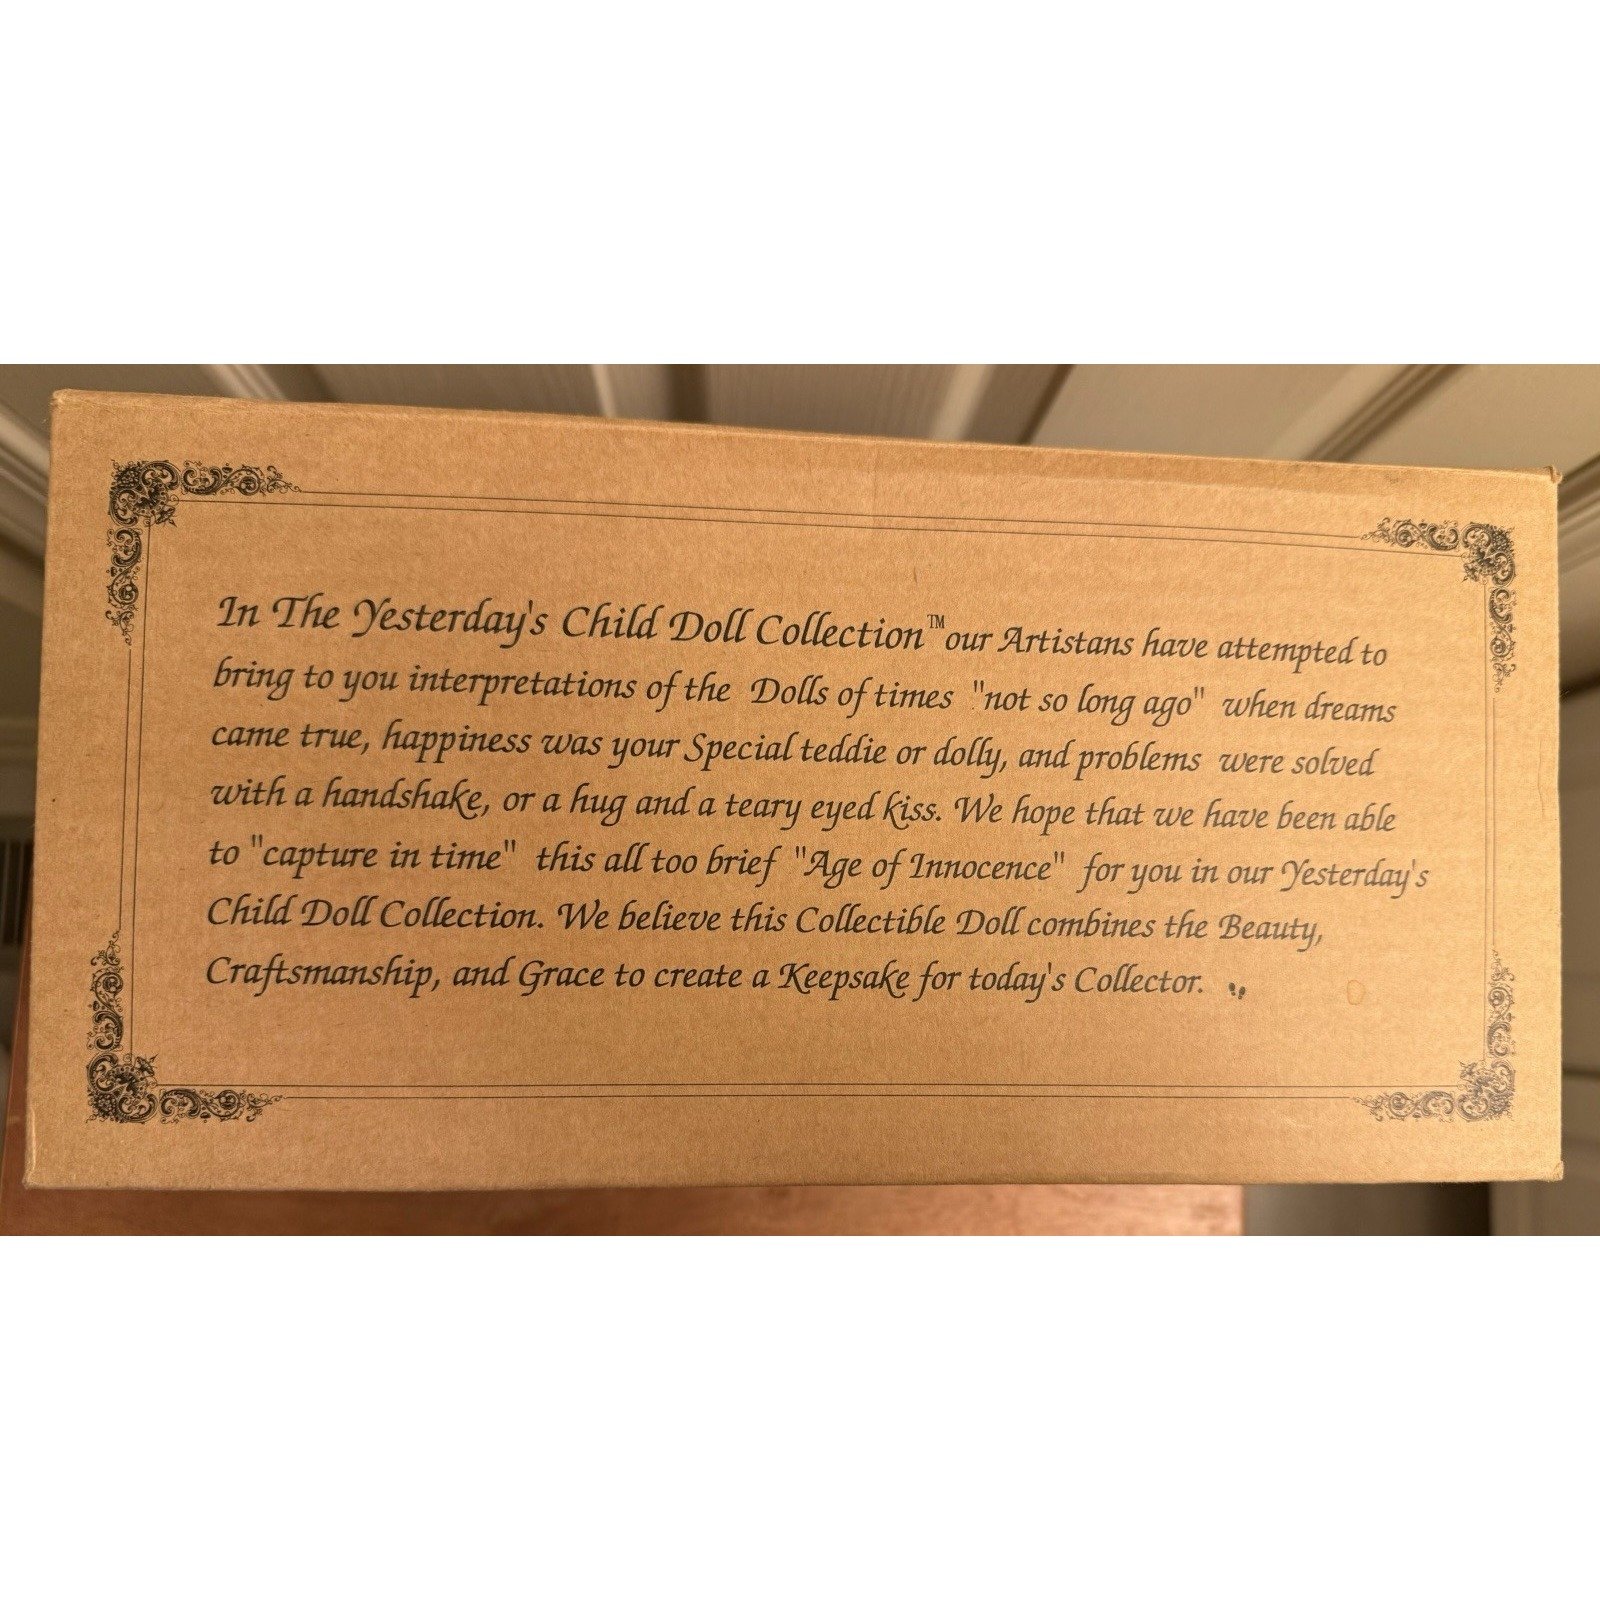 In The Yesterday's Child Doll Collection™ our Artistans have attempted to
bring to you interpretations of the Dolls of times "not so long ago" when dreams
came true, happiness was your Special teddie or dolly, and problems were solved
with a handshake, or a hug and a teary eyed kiss. We hope that we have been able
to "capture in time" this all too brief "Age of Innocence" for you in our Yesterday's
Child Doll Collection. We believe this Collectible Doll combines the Beauty,
Craftsmanship, and Grace to create a Keepsake for today's Collector.